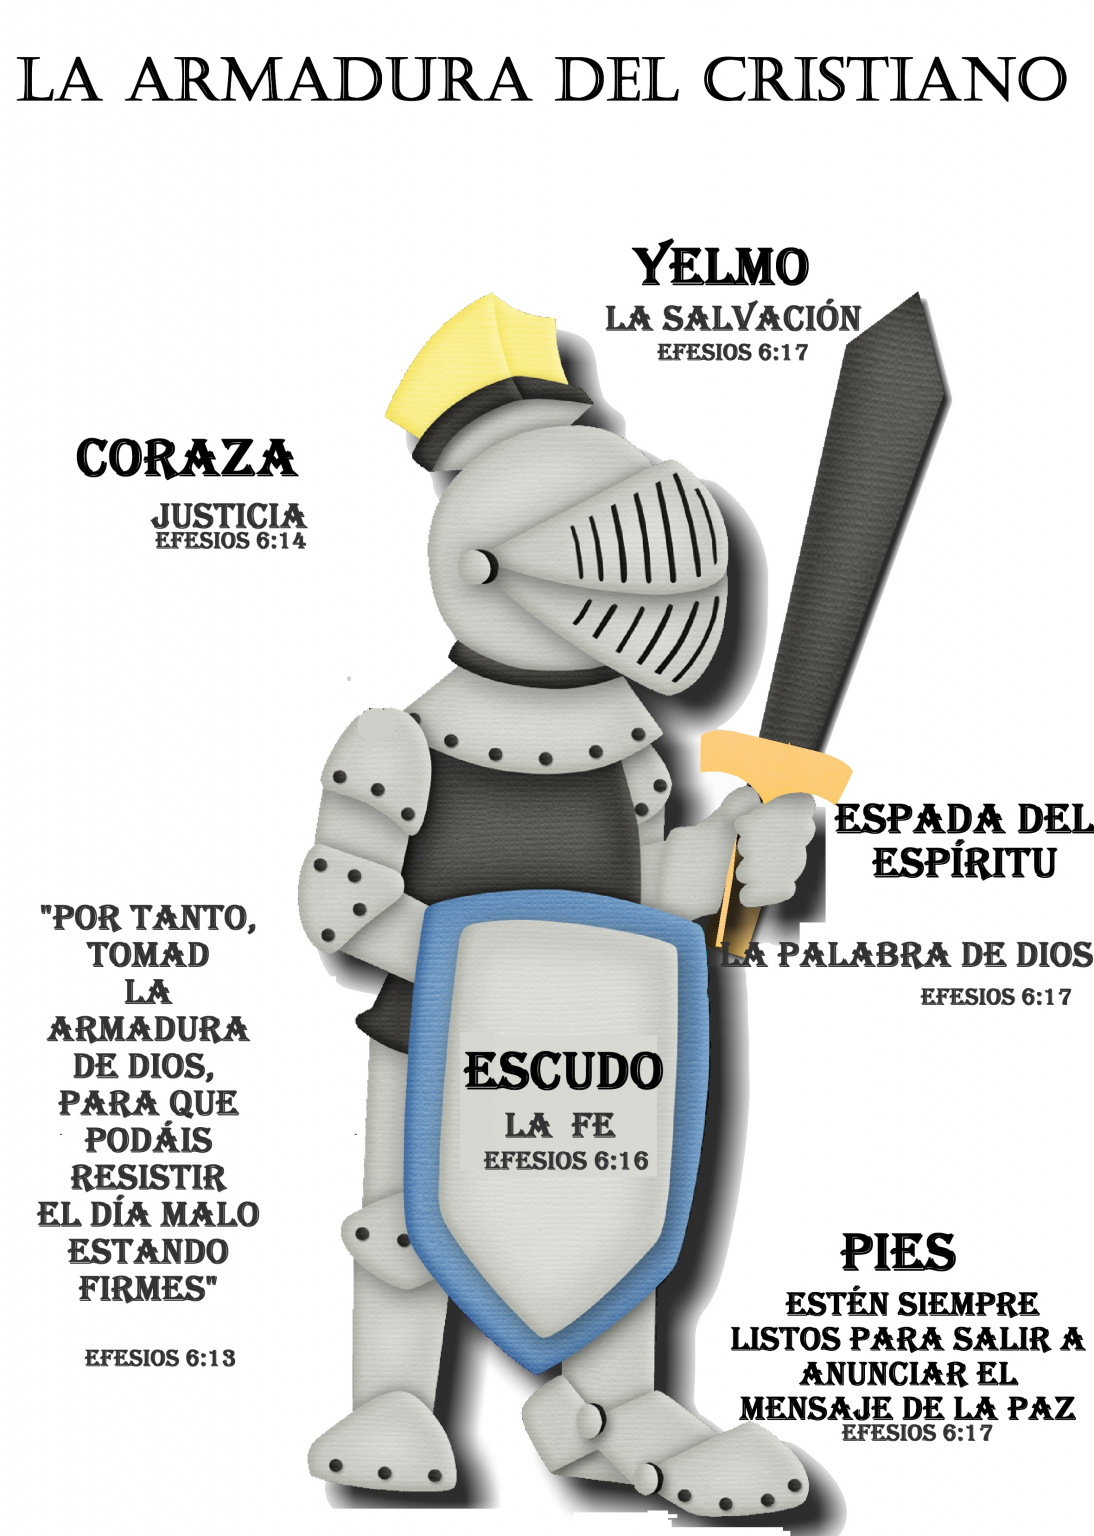 LA ARMADURA DEL CRISTIANO
YELMO
LA SALVACIÓN
EFESIOS 6:17
CORAZA
JUSTICIA
EFESIOS 6:14
ESPADA DEL
ESPÍRITU
LA PALABRA DE DIOS
EFESIOS 6:17
"POR TANTO,
TOMAD
LA
ARMADURA
DE DIOS,
PARA QUE
PODÁIS
RESISTIR
EL DÍA MALO
ESTANDO
FIRMES"
EFESIOS 6:13
ESCUDO
LA FE
EFESIOS 6:16
PIES
ESTÉN SIEMPRE
LISTOS PARA SALIR A
ANUNCIAR EL
MENSAJE DE LA PAZ
EFESIOS 6:17